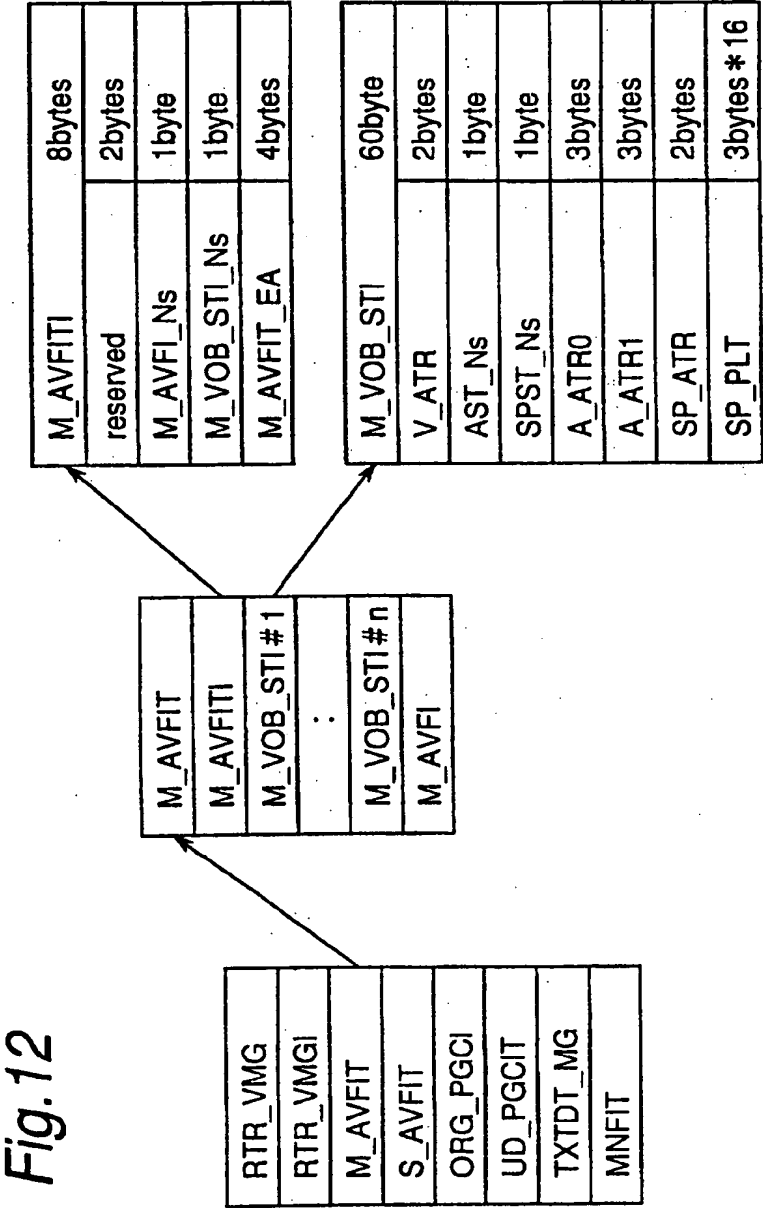 Fig.12
RTR_VMG
RTR_VMGI
M_AVFIT
S_AVFIT
ORG_PGCI
UD_PGCIT
TXTDT_MG
MNFIT
M_AVFIT
M_AVFITI
M_VOB_STI#1
:
M_VOB_STI#n
M_AVFI
M_AVFITI 8bytes
reserved 2bytes
M_AVFI_Ns 1byte
M_VOB_STI_Ns 1byte
M_AVFIT_EA 4bytes
M_VOB_STI 60byte
V_ATR 2bytes
AST_Ns 1byte
SPST_Ns 1byte
A_ATR0 3bytes
A_ATR1 3bytes
SP_ATR 2bytes
SP_PLT 3bytes*16